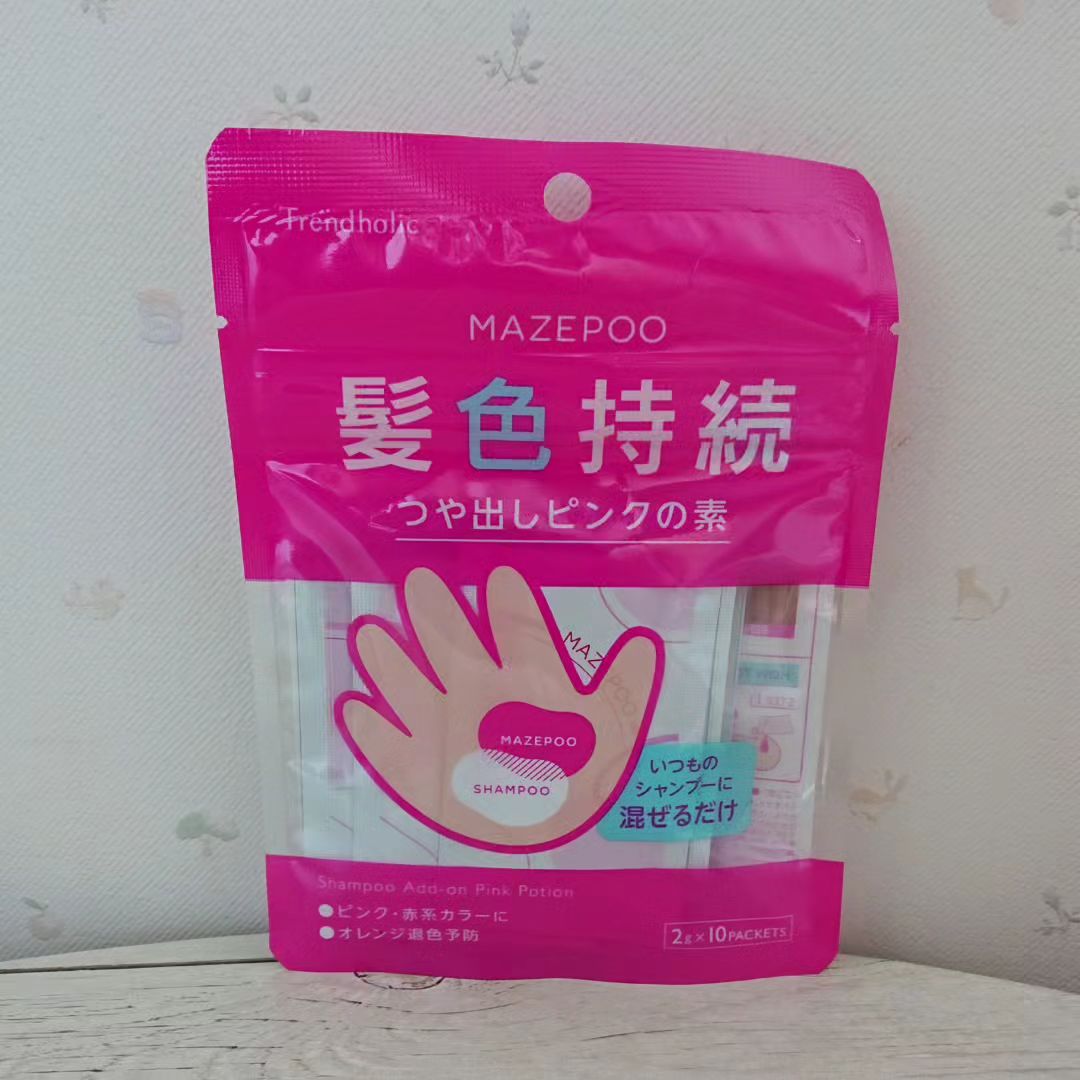 Trendholic
MAZEPOO
髪色持続
つや出しピンクの素
MAZEPOO
MAZEPOO
SHAMPOO
いつもの
シャンプーに
混ぜるだけ
Shampoo Add-on Pink Potion
●ピンク・赤系カラーに
●オレンジ退色予防
2g×10PACKETS